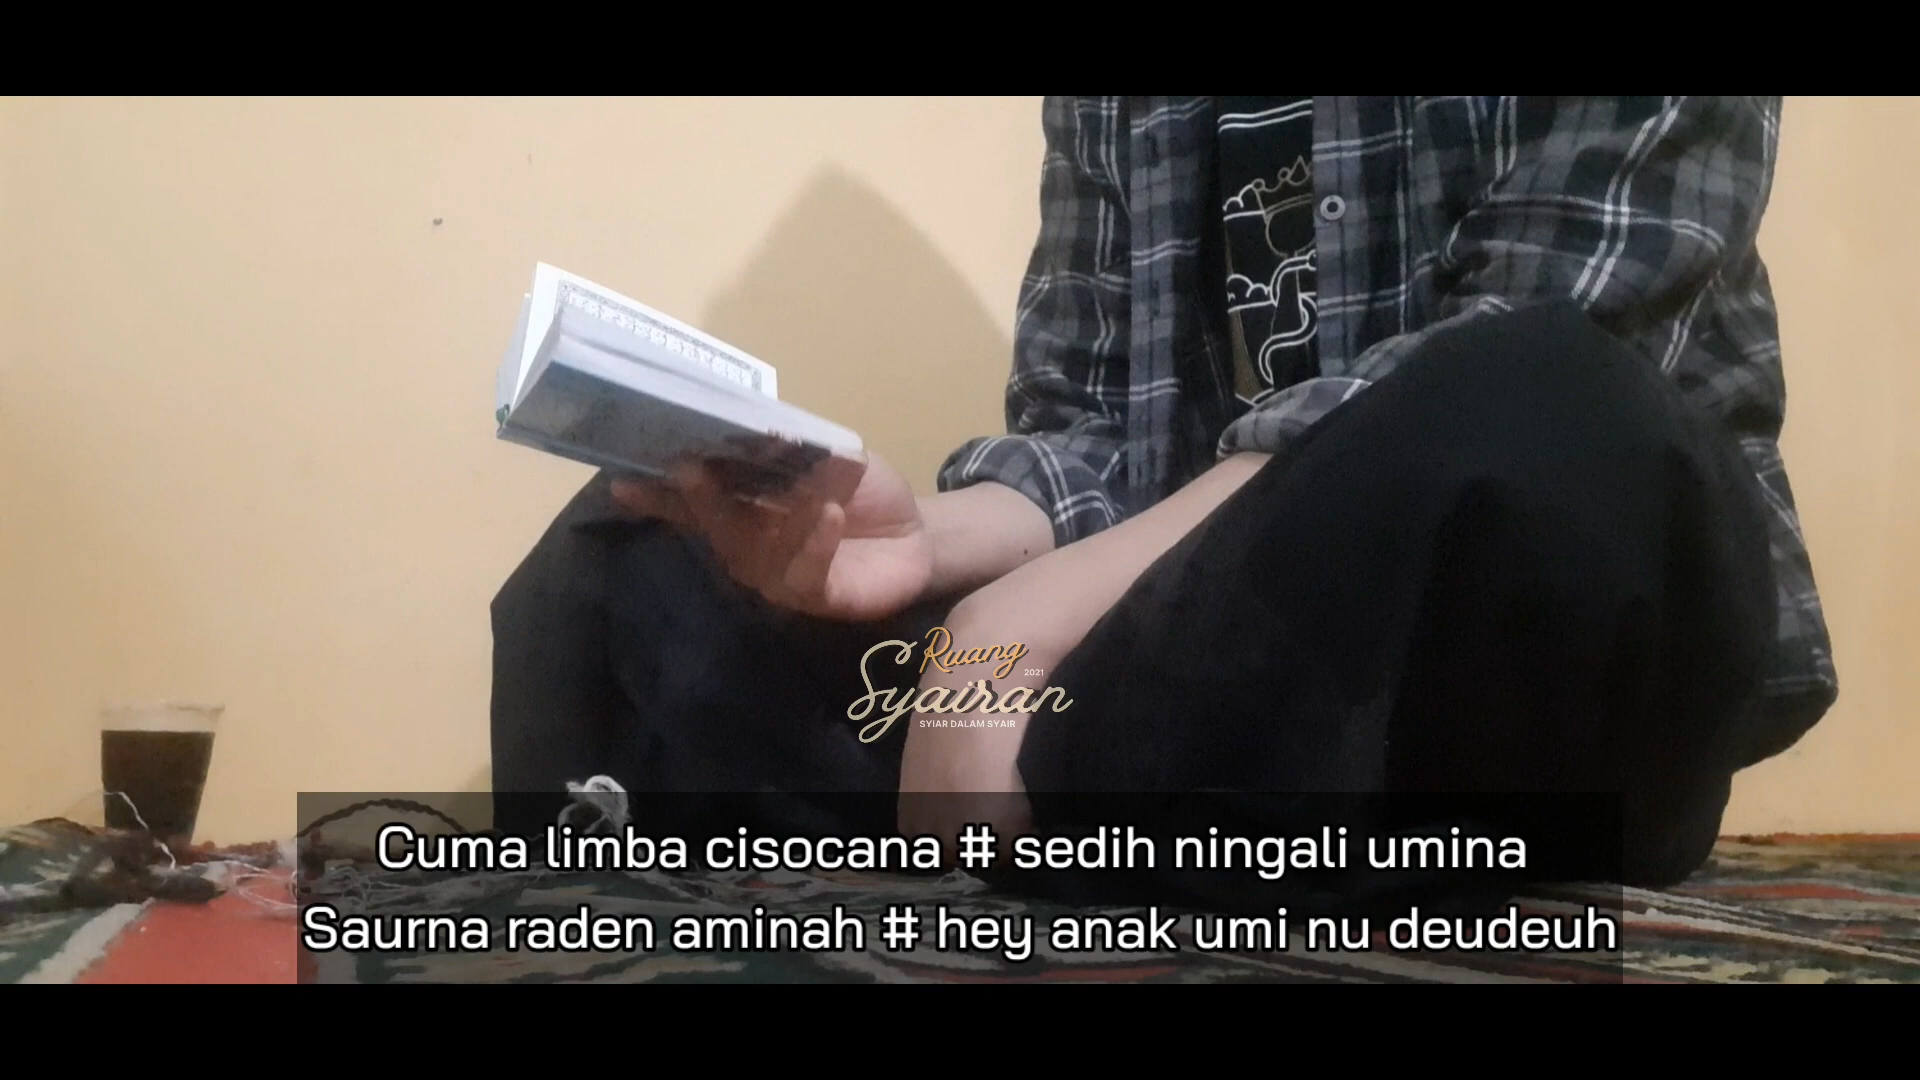 Ruang
2021
Syairan
SYIAR DALAM SYAIR
Cuma limba cisocana # sedih ningali umina
Saurna raden aminah # hey anak umi nu deudeuh